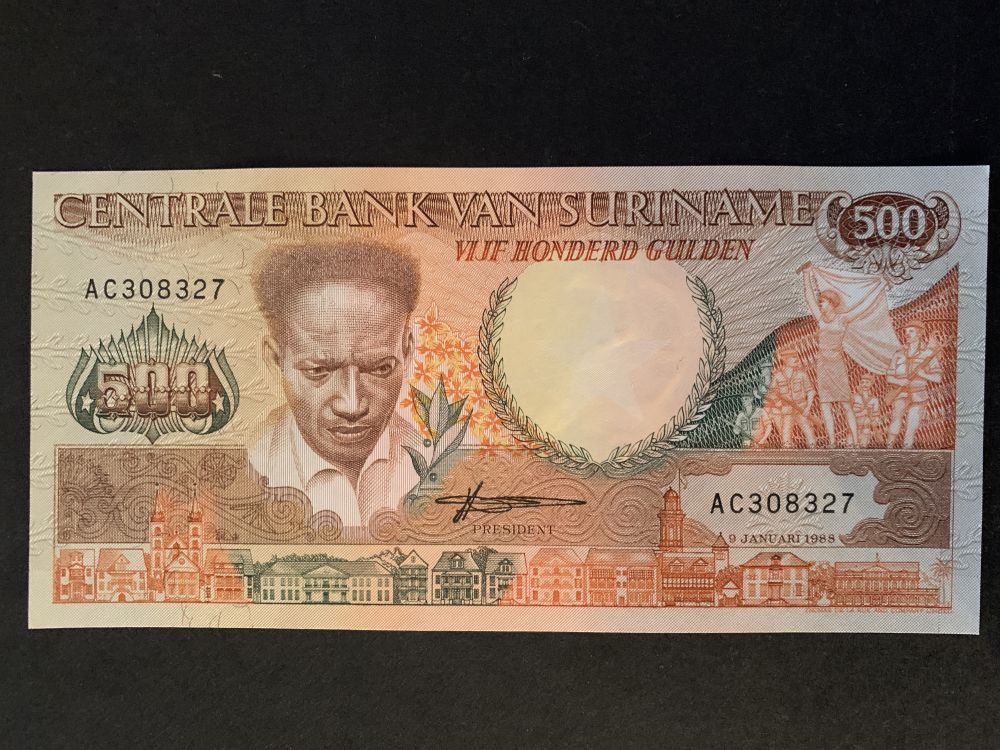 CENTRALE BANK VAN SURINAME
500
VIJF HONDERD GULDEN
AC308327
500
AC308327
PRESIDENT
9 JANUARI 1988